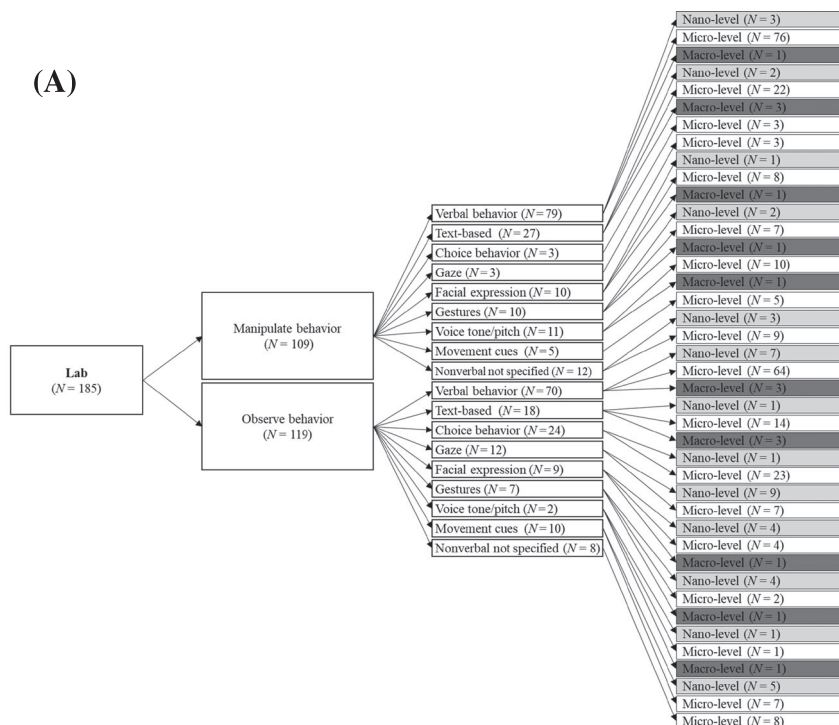 (A)
Lab
(N = 185)
Manipulate behavior
(N = 109)
Observe behavior
(N = 119)
Verbal behavior (N = 79)
Text-based (N = 27)
Choice behavior (N = 3)
Gaze (N = 3)
Facial expression (N = 10)
Gestures (N = 10)
Voice tone/pitch (N = 11)
Movement cues (N = 5)
Nonverbal not specified (N = 12)
Verbal behavior (N = 70)
Text-based (N = 18)
Choice behavior (N = 24)
Gaze (N = 12)
Facial expression (N = 9)
Gestures (N = 7)
Voice tone/pitch (N = 2)
Movement cues (N = 10)
Nonverbal not specified (N = 8)
Nano-level (N = 3)
Micro-level (N = 76)
Macro-level (N = 1)
Nano-level (N = 2)
Micro-level (N = 22)
Macro-level (N = 3)
Micro-level (N = 3)
Micro-level (N = 3)
Nano-level (N = 1)
Micro-level (N = 8)
Macro-level (N = 1)
Nano-level (N = 2)
Micro-level (N = 7)
Macro-level (N = 1)
Micro-level (N = 10)
Macro-level (N = 1)
Micro-level (N = 5)
Nano-level (N = 3)
Micro-level (N = 9)
Nano-level (N = 7)
Micro-level (N = 64)
Macro-level (N = 3)
Nano-level (N = 1)
Micro-level (N = 14)
Macro-level (N = 3)
Nano-level (N = 1)
Micro-level (N = 23)
Nano-level (N = 9)
Micro-level (N = 7)
Nano-level (N = 4)
Micro-level (N = 4)
Macro-level (N = 1)
Nano-level (N = 4)
Micro-level (N = 2)
Macro-level (N = 1)
Nano-level (N = 1)
Micro-level (N = 1)
Macro-level (N = 1)
Nano-level (N = 5)
Micro-level (N = 7)
Micro-level (N = 8)